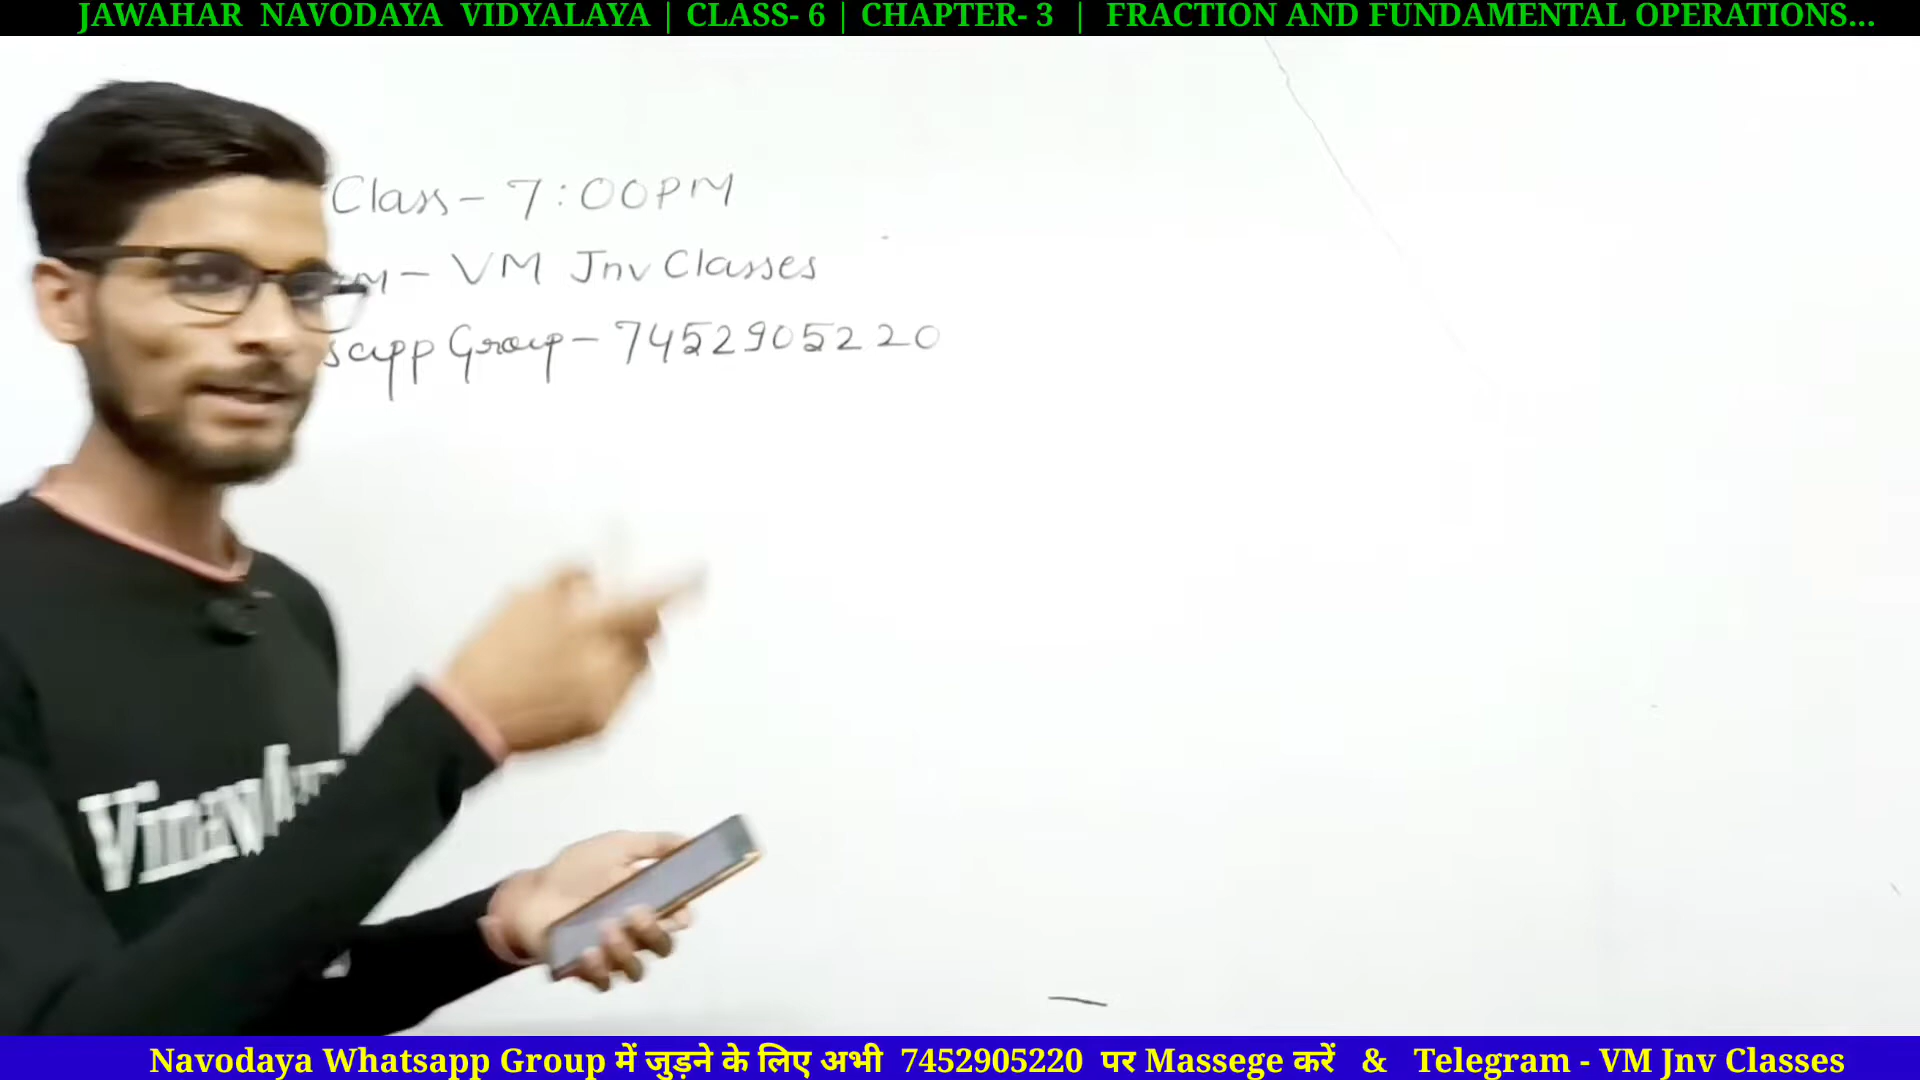 JAWAHAR NAVODAYA VIDYALAYA | CLASS- 6 | CHAPTER- 3 | FRACTION AND FUNDAMENTAL OPERATIONS...
Class - 7:00PM
- VM Jnv Classes
Group - 7452905220
Navodaya Whatsapp Group में जुड़ने के लिए अभी 7452905220 पर Massege करें & Telegram - VM Jnv Classes